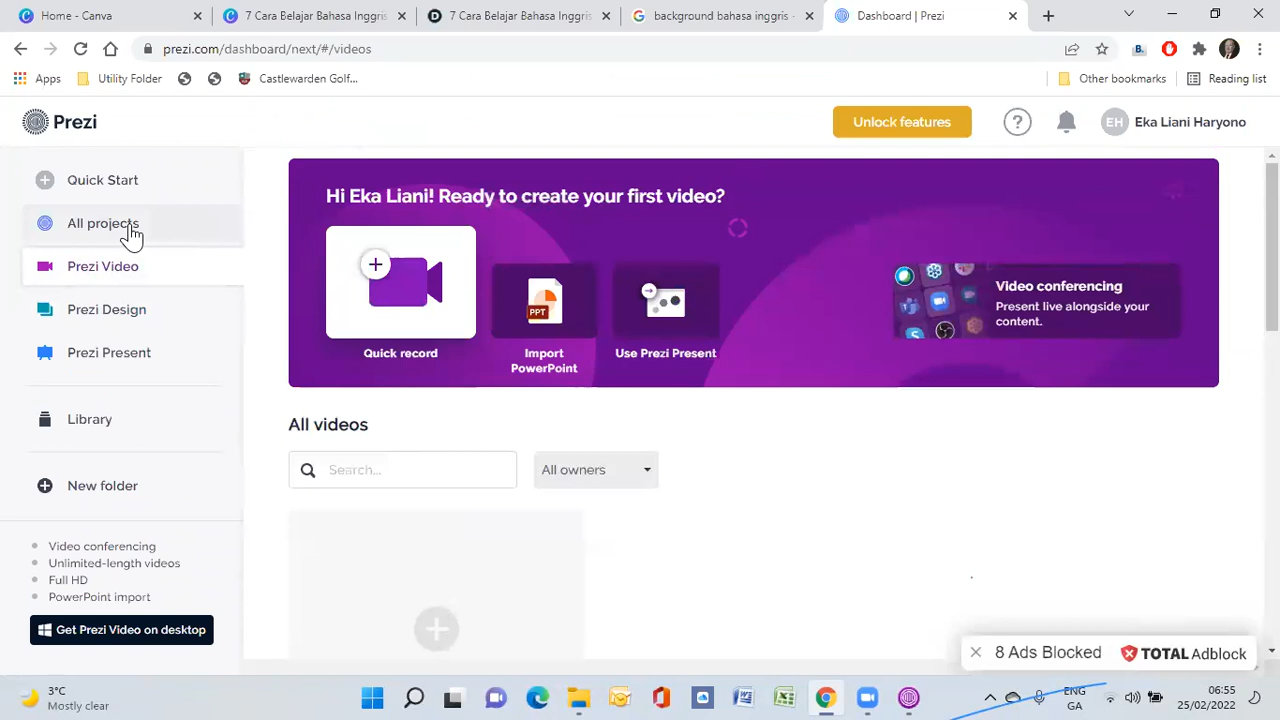 Home - Canva
7 Cara Belajar Bahasa Inggris
7 Cara Belajar Bahasa Inggris
background bahasa inggris -
Dashboard | Prezi
prezi.com/dashboard/next/#/videos
Apps
Utility Folder
Castlewarden Golf...
Other bookmarks
Reading list
Prezi
Unlock features
EH
Eka Liani Haryono
Quick Start
All projects
Prezi Video
Prezi Design
Prezi Present
Library
New folder
Video conferencing
Unlimited-length videos
Full HD
PowerPoint import
Get Prezi Video on desktop
Hi Eka Liani! Ready to create your first video?
Quick record
PPT
Import
PowerPoint
Use Prezi Present
Video conferencing
Present live alongside your
content.
All videos
Search...
All owners
8 Ads Blocked
TOTAL Adblock
3°C
Mostly clear
ENG
GA
06:55
25/02/2022